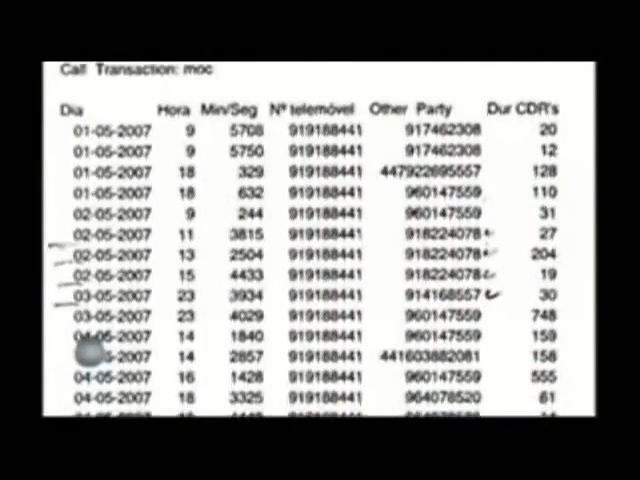 Call Transaction: moc
Dia Hora Min/Seg Nº telemóvel Other Party Dur CDR's
01-05-2007 9 5708 919188441 917462308 20
01-05-2007 9 5750 919188441 917462308 12
01-05-2007 18 329 919188441 447922695557 128
01-05-2007 18 632 919188441 960147559 110
02-05-2007 9 244 919188441 960147559 31
02-05-2007 11 3815 919188441 918224078 27
02-05-2007 13 2504 919188441 918224078 204
02-05-2007 15 4433 919188441 918224078 19
03-05-2007 23 3934 919188441 914168557 30
03-05-2007 23 4029 919188441 960147559 748
04-05-2007 14 1840 919188441 960147559 159
5-2007 14 2857 919188441 441603882081 158
04-05-2007 16 1428 919188441 960147559 555
04-05-2007 18 3325 919188441 964078520 61